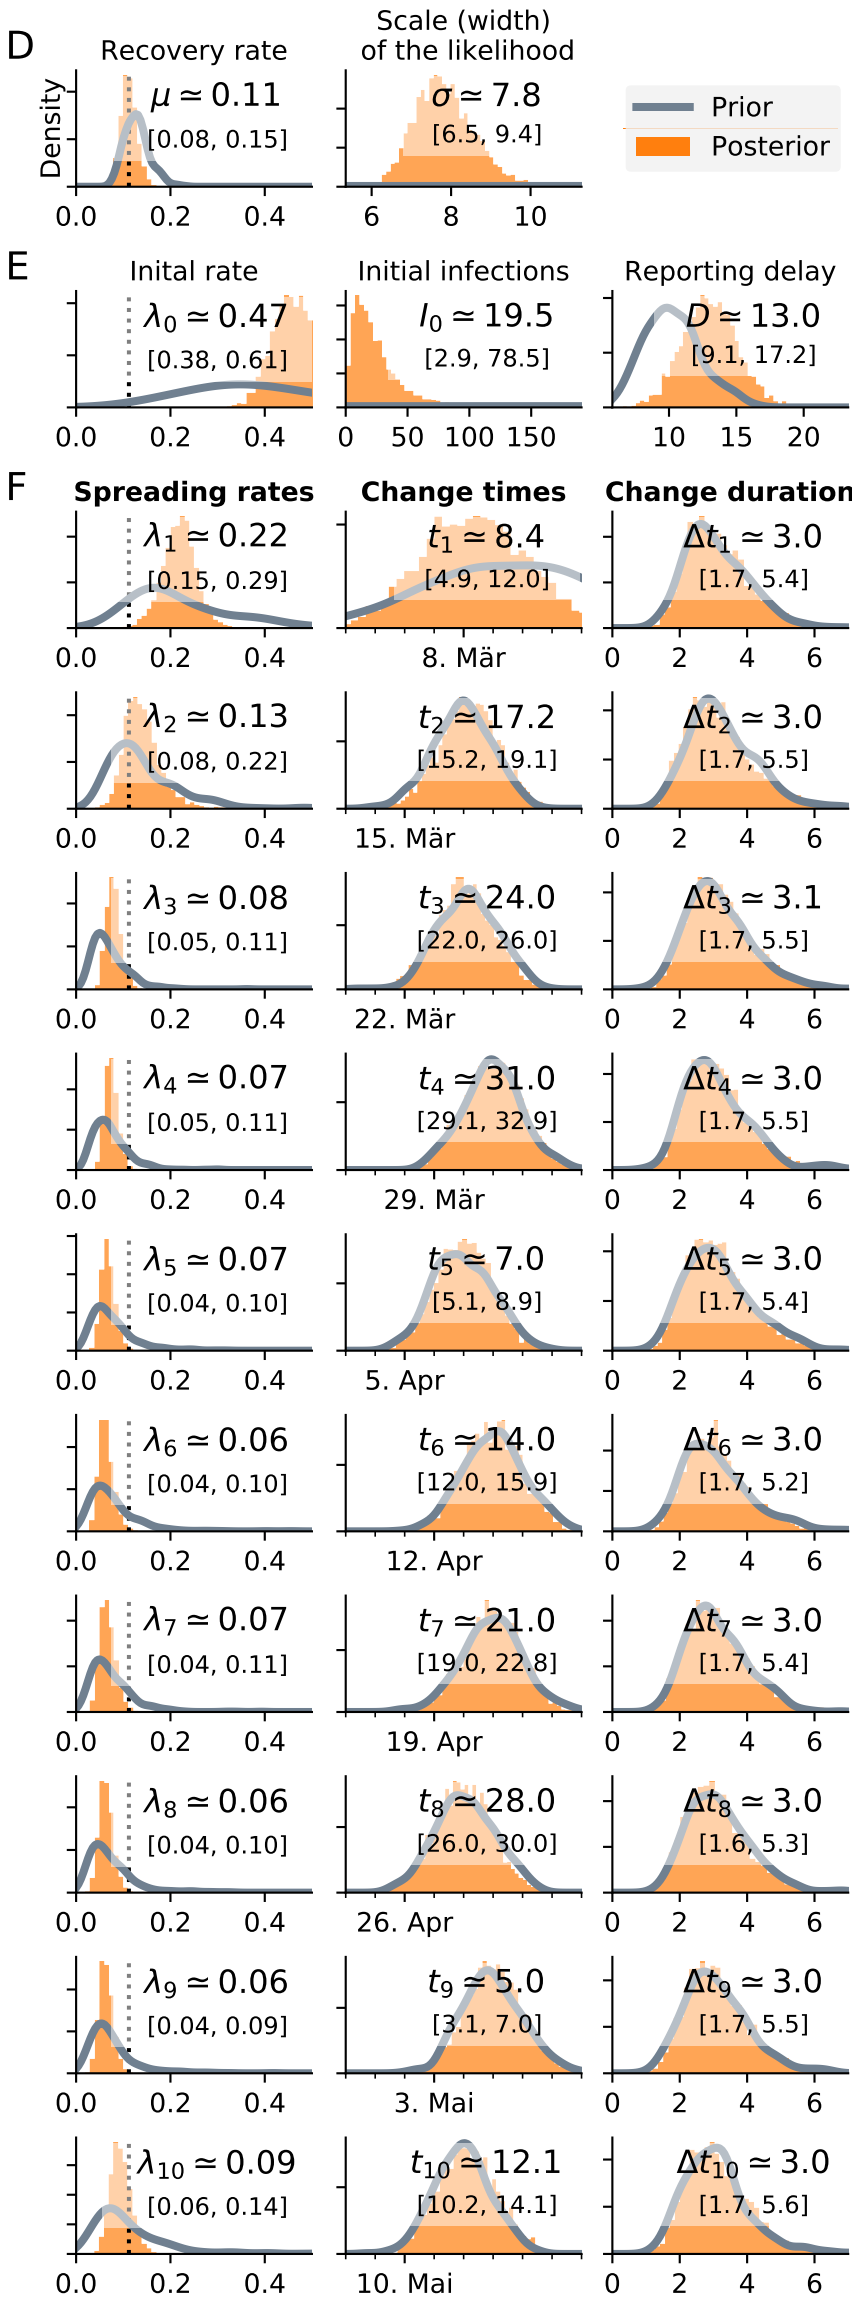 D
Recovery rate
Scale (width)
of the likelihood
Density
μ ≃ 0.11
[0.08, 0.15]
0.0 0.2 0.4
σ ≃ 7.8
[6.5, 9.4]
6 8 10
Prior
Posterior
E
Inital rate
λ0 ≃ 0.47
[0.38, 0.61]
0.0 0.2 0.4
Initial infections
I0 ≃ 19.5
[2.9, 78.5]
0 50 100 150
Reporting delay
D ≃ 13.0
[9.1, 17.2]
10 15 20
F
Spreading rates Change times Change duration
λ1 ≃ 0.22 t1 ≃ 8.4 Δt1 ≃ 3.0
[0.15, 0.29] [4.9, 12.0] [1.7, 5.4]
0.0 0.2 0.4 8. Mär 0 2 4 6
λ2 ≃ 0.13 t2 ≃ 17.2 Δt2 ≃ 3.0
[0.08, 0.22] [15.2, 19.1] [1.7, 5.5]
0.0 0.2 0.4 15. Mär 0 2 4 6
λ3 ≃ 0.08 t3 ≃ 24.0 Δt3 ≃ 3.1
[0.05, 0.11] [22.0, 26.0] [1.7, 5.5]
0.0 0.2 0.4 22. Mär 0 2 4 6
λ4 ≃ 0.07 t4 ≃ 31.0 Δt4 ≃ 3.0
[0.05, 0.11] [29.1, 32.9] [1.7, 5.5]
0.0 0.2 0.4 29. Mär 0 2 4 6
λ5 ≃ 0.07 t5 ≃ 7.0 Δt5 ≃ 3.0
[0.04, 0.10] [5.1, 8.9] [1.7, 5.4]
0.0 0.2 0.4 5. Apr 0 2 4 6
λ6 ≃ 0.06 t6 ≃ 14.0 Δt6 ≃ 3.0
[0.04, 0.10] [12.0, 15.9] [1.7, 5.2]
0.0 0.2 0.4 12. Apr 0 2 4 6
λ7 ≃ 0.07 t7 ≃ 21.0 Δt7 ≃ 3.0
[0.04, 0.11] [19.0, 22.8] [1.7, 5.4]
0.0 0.2 0.4 19. Apr 0 2 4 6
λ8 ≃ 0.06 t8 ≃ 28.0 Δt8 ≃ 3.0
[0.04, 0.10] [26.0, 30.0] [1.6, 5.3]
0.0 0.2 0.4 26. Apr 0 2 4 6
λ9 ≃ 0.06 t9 ≃ 5.0 Δt9 ≃ 3.0
[0.04, 0.09] [3.1, 7.0] [1.7, 5.5]
0.0 0.2 0.4 3. Mai 0 2 4 6
λ10 ≃ 0.09 t10 ≃ 12.1 Δt10 ≃ 3.0
[0.06, 0.14] [10.2, 14.1] [1.7, 5.6]
0.0 0.2 0.4 10. Mai 0 2 4 6